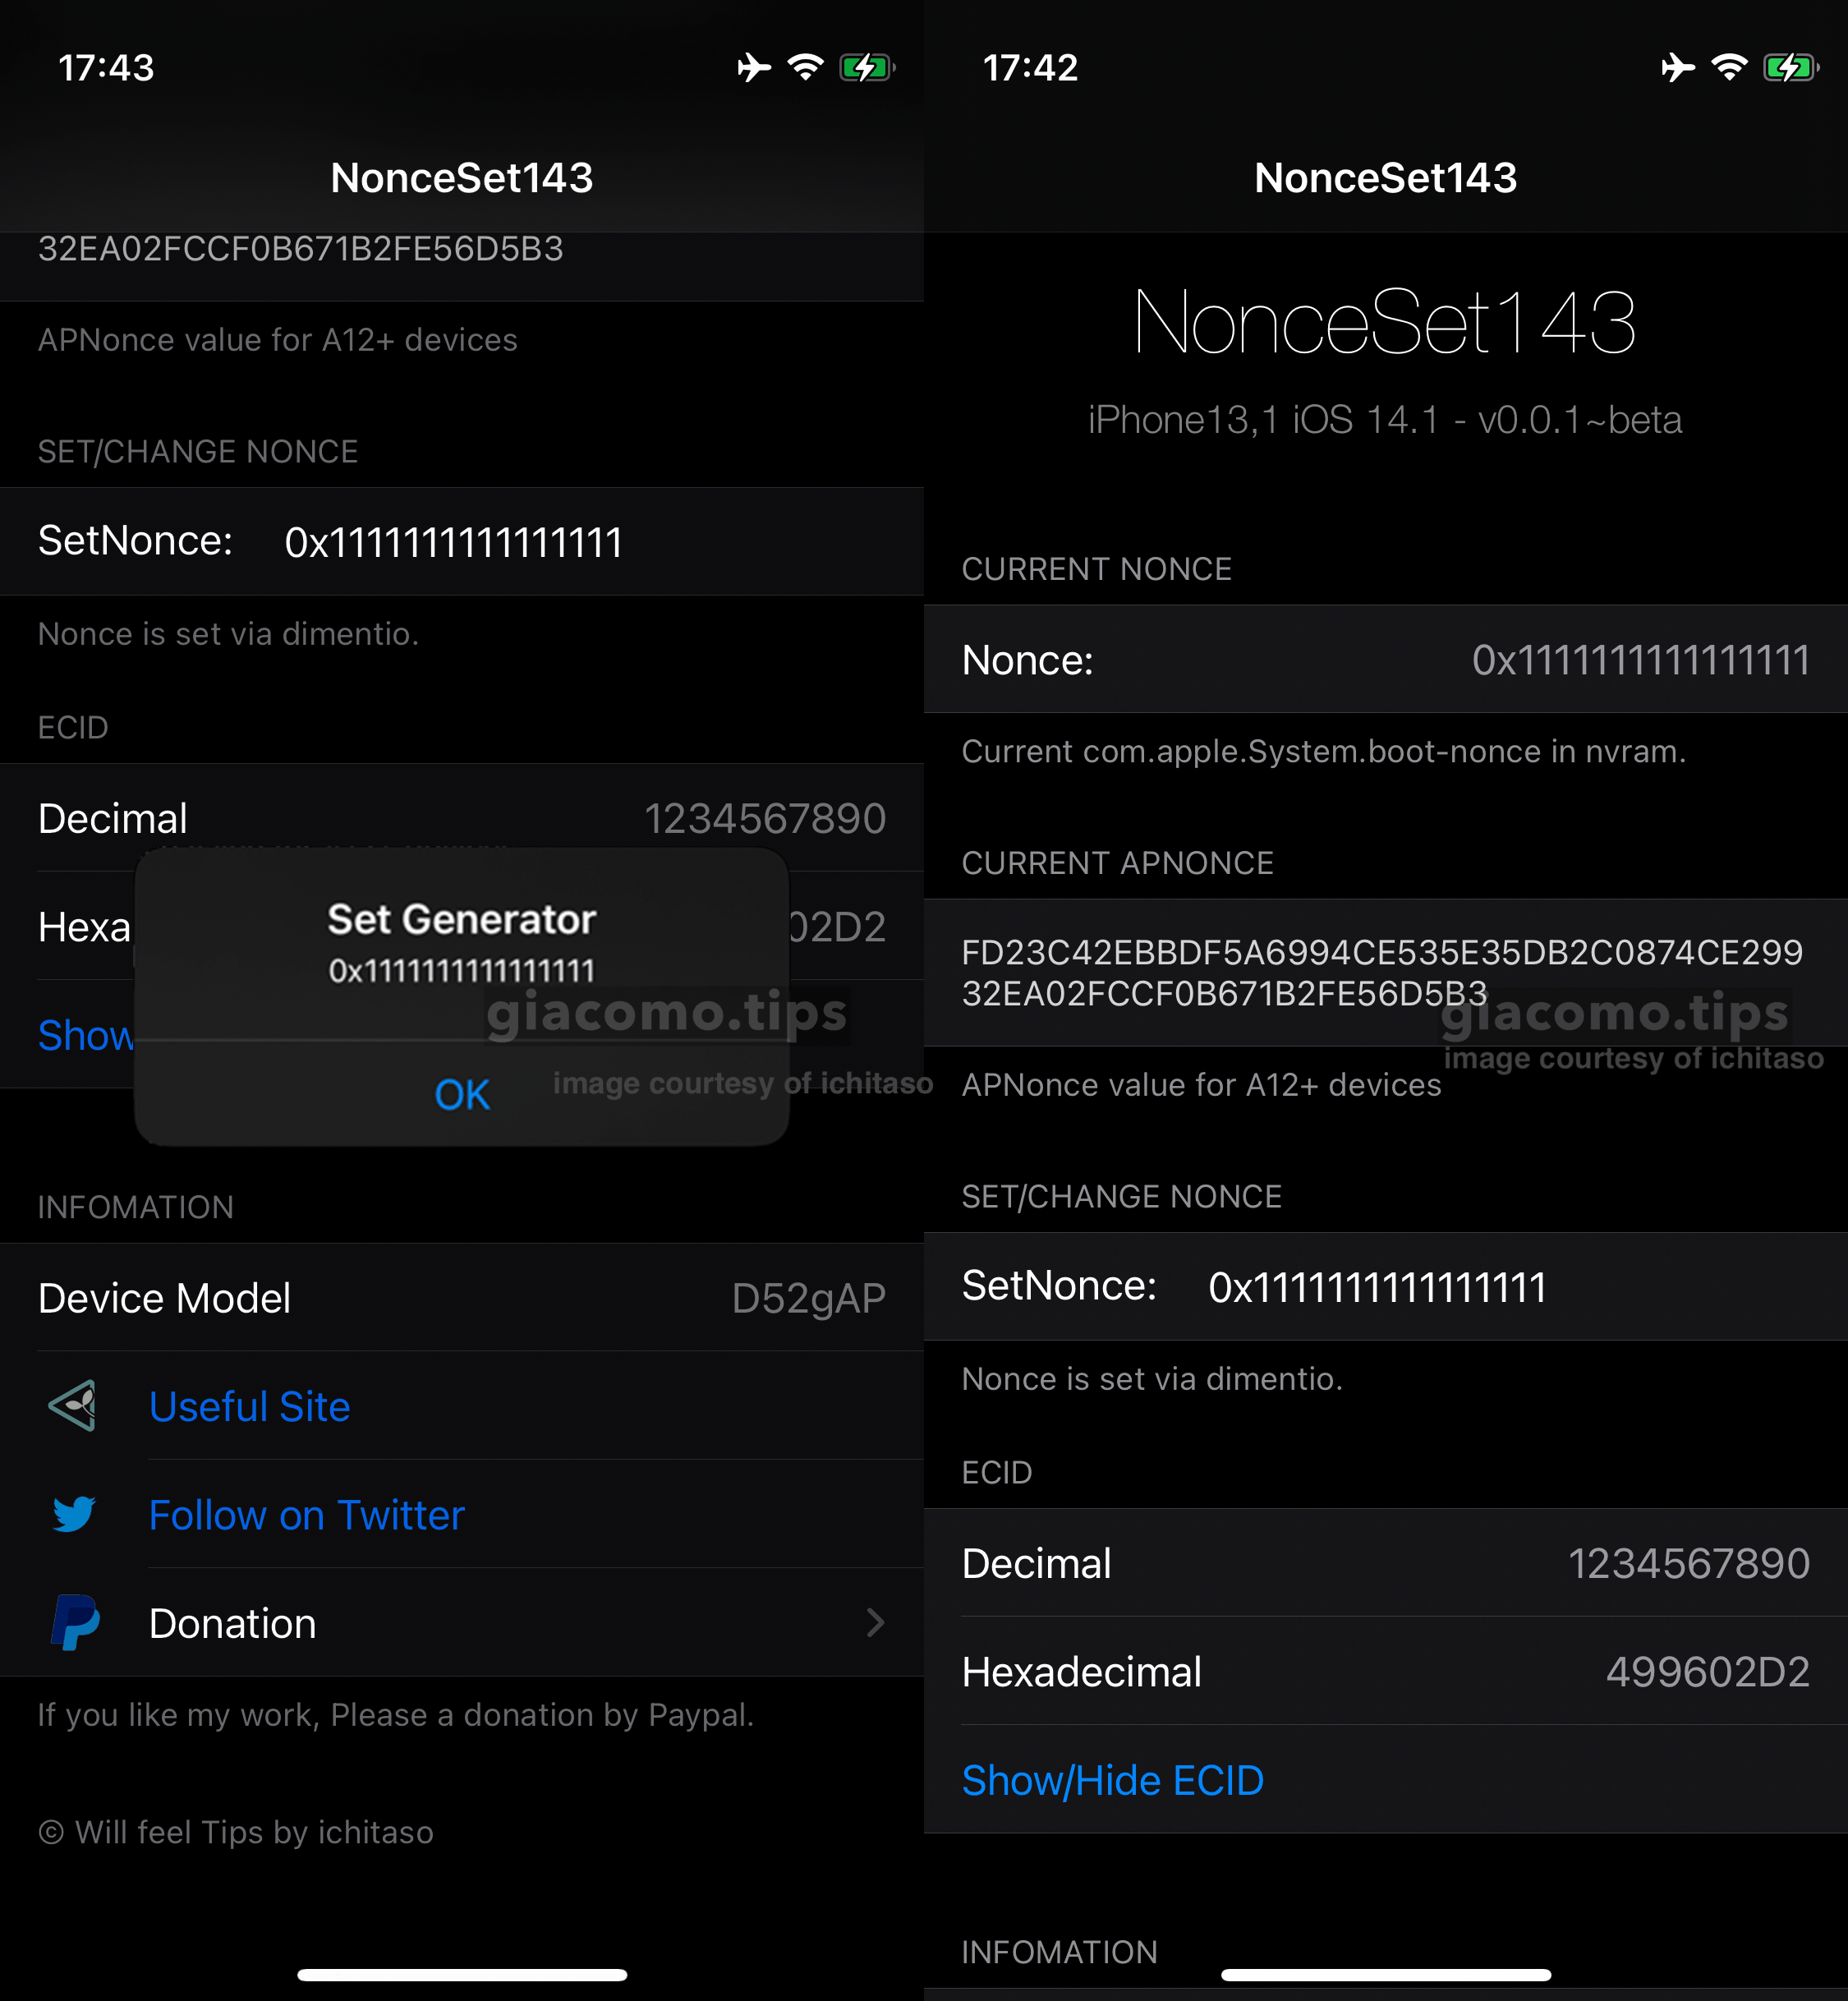 17:43
NonceSet143
32EA02FCCF0B671B2FE56D5B3
APNonce value for A12+ devices
SET/CHANGE NONCE
SetNonce: 0x1111111111111111
Nonce is set via dimentio.
ECID
Decimal 1234567890
Hexa 02D2
Show
Set Generator
0x1111111111111111
giacomo.tips
OK
image courtesy of ichitaso
INFOMATION
Device Model D52gAP
Useful Site
Follow on Twitter
Donation
If you like my work, Please a donation by Paypal.
© Will feel Tips by ichitaso
17:42
NonceSet143
NonceSet143
iPhone13,1 iOS 14.1 - v0.0.1~beta
CURRENT NONCE
Nonce: 0x1111111111111111
Current com.apple.System.boot-nonce in nvram.
CURRENT APNONCE
FD23C42EBBDF5A6994CE535E35DB2C0874CE299
32EA02FCCF0B671B2FE56D5B3
giacomo.tips
image courtesy of ichitaso
APNonce value for A12+ devices
SET/CHANGE NONCE
SetNonce: 0x1111111111111111
Nonce is set via dimentio.
ECID
Decimal 1234567890
Hexadecimal 499602D2
Show/Hide ECID
INFOMATION